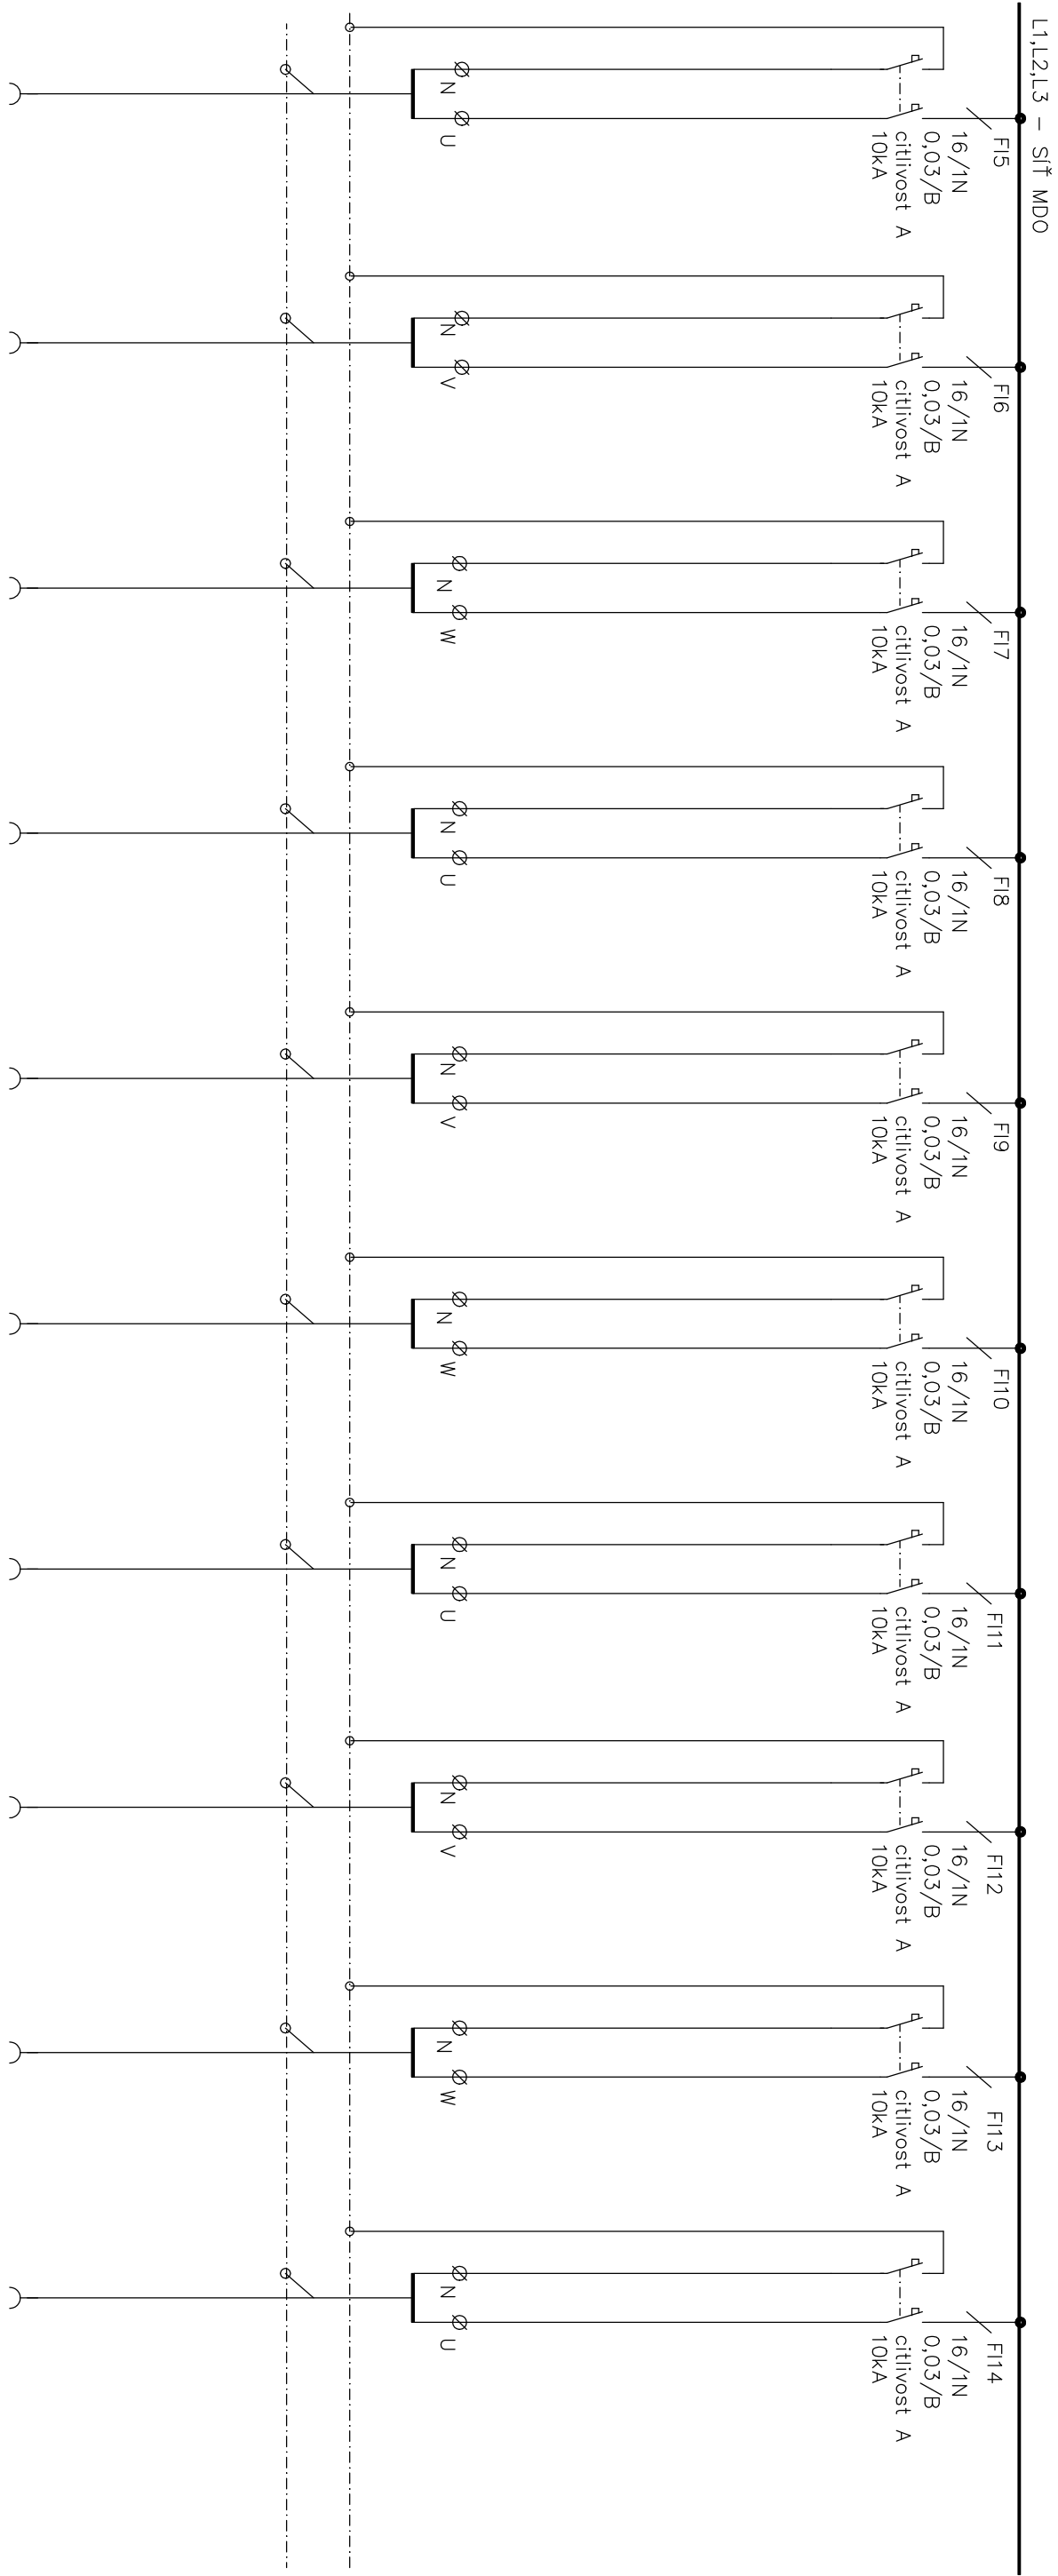 L1,L2,L3 – SÍŤ MDO
FI5
16/1N
0,03/B
citlivost A
10kA
N
U
FI6
16/1N
0,03/B
citlivost A
10kA
N
V
FI7
16/1N
0,03/B
citlivost A
10kA
N
W
FI8
16/1N
0,03/B
citlivost A
10kA
N
U
FI9
16/1N
0,03/B
citlivost A
10kA
N
V
FI10
16/1N
0,03/B
citlivost A
10kA
N
W
FI11
16/1N
0,03/B
citlivost A
10kA
N
U
FI12
16/1N
0,03/B
citlivost A
10kA
N
V
FI13
16/1N
0,03/B
citlivost A
10kA
N
W
FI14
16/1N
0,03/B
citlivost A
10kA
N
U